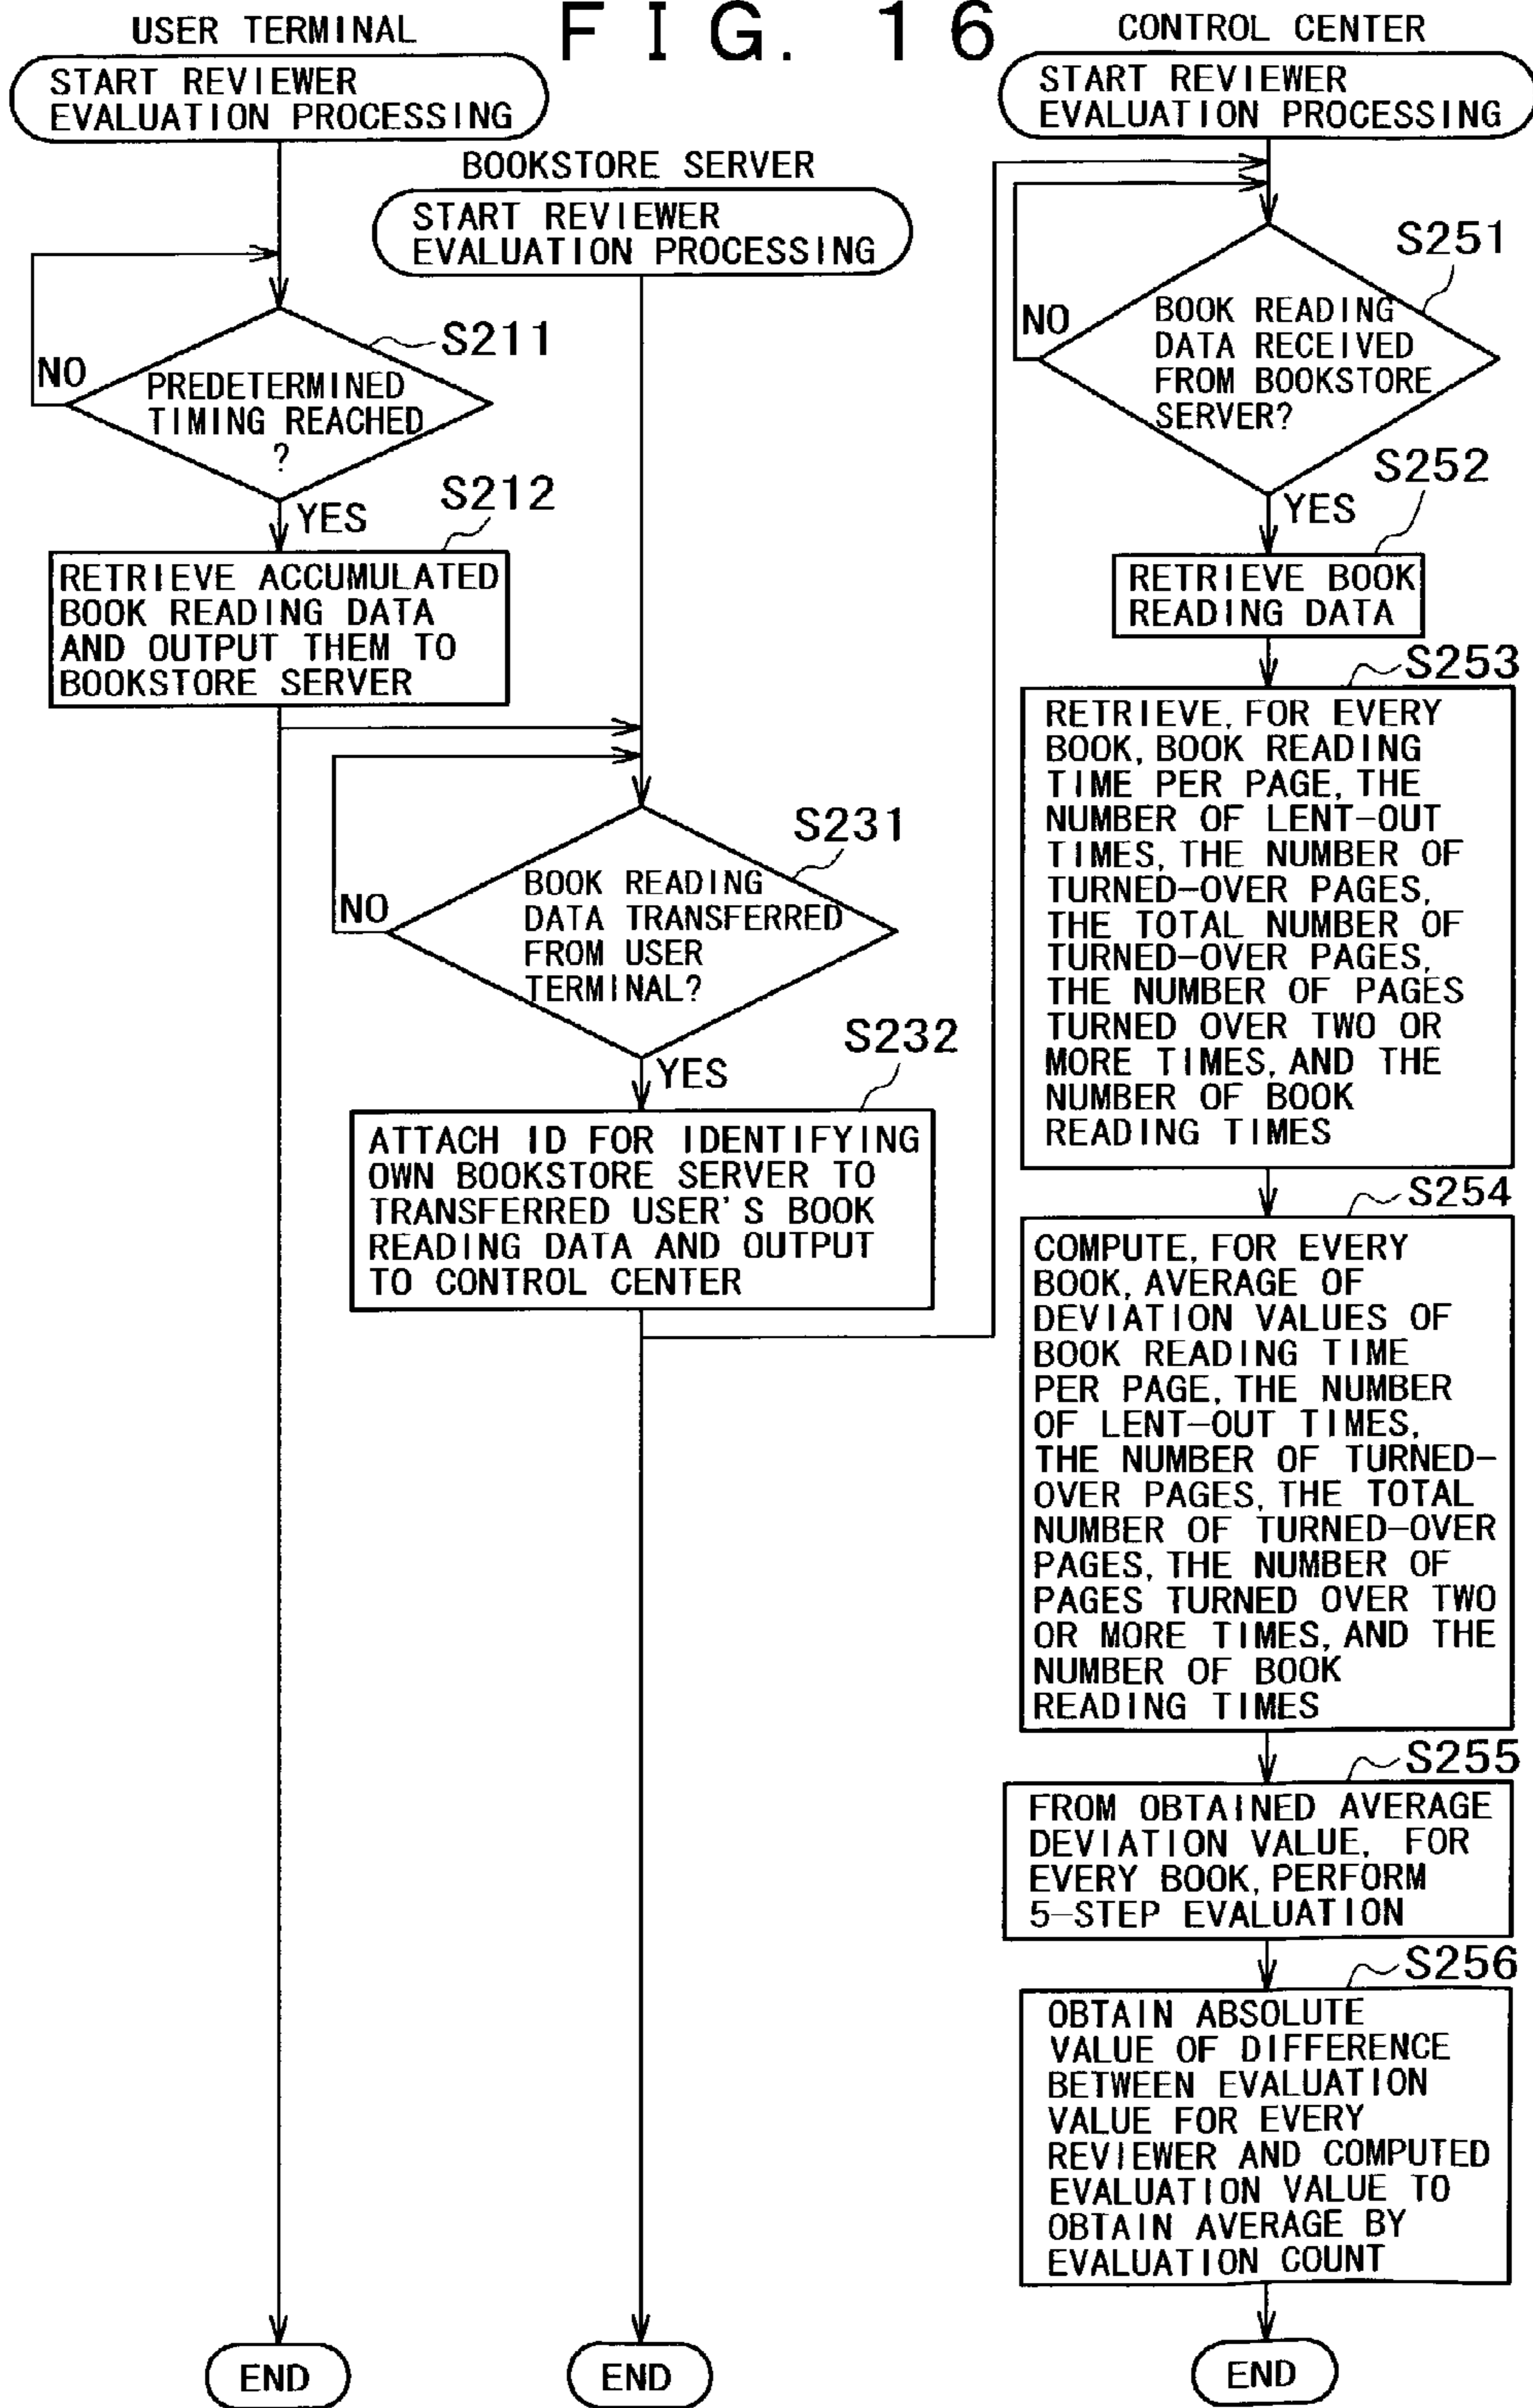 FIG. 16
USER TERMINAL
START REVIEWER
EVALUATION PROCESSING
NO
PREDETERMINED
TIMING REACHED
?
S211
YES
S212
RETRIEVE ACCUMULATED
BOOK READING DATA
AND OUTPUT THEM TO
BOOKSTORE SERVER
END
BOOKSTORE SERVER
START REVIEWER
EVALUATION PROCESSING
S231
NO
BOOK READING
DATA TRANSFERRED
FROM USER
TERMINAL?
YES
S232
ATTACH ID FOR IDENTIFYING
OWN BOOKSTORE SERVER TO
TRANSFERRED USER'S BOOK
READING DATA AND OUTPUT
TO CONTROL CENTER
END
CONTROL CENTER
START REVIEWER
EVALUATION PROCESSING
S251
NO
BOOK READING
DATA RECEIVED
FROM BOOKSTORE
SERVER?
YES
S252
RETRIEVE BOOK
READING DATA
S253
RETRIEVE, FOR EVERY
BOOK, BOOK READING
TIME PER PAGE, THE
NUMBER OF LENT-OUT
TIMES, THE NUMBER OF
TURNED-OVER PAGES,
THE TOTAL NUMBER OF
TURNED-OVER PAGES,
THE NUMBER OF PAGES
TURNED OVER TWO OR
MORE TIMES, AND THE
NUMBER OF BOOK
READING TIMES
S254
COMPUTE, FOR EVERY
BOOK, AVERAGE OF
DEVIATION VALUES OF
BOOK READING TIME
PER PAGE, THE NUMBER
OF LENT-OUT TIMES,
THE NUMBER OF TURNED-
OVER PAGES, THE TOTAL
NUMBER OF TURNED-OVER
PAGES, THE NUMBER OF
PAGES TURNED OVER TWO
OR MORE TIMES, AND THE
NUMBER OF BOOK
READING TIMES
S255
FROM OBTAINED AVERAGE
DEVIATION VALUE, FOR
EVERY BOOK, PERFORM
5-STEP EVALUATION
S256
OBTAIN ABSOLUTE
VALUE OF DIFFERENCE
BETWEEN EVALUATION
VALUE FOR EVERY
REVIEWER AND COMPUTED
EVALUATION VALUE TO
OBTAIN AVERAGE BY
EVALUATION COUNT
END